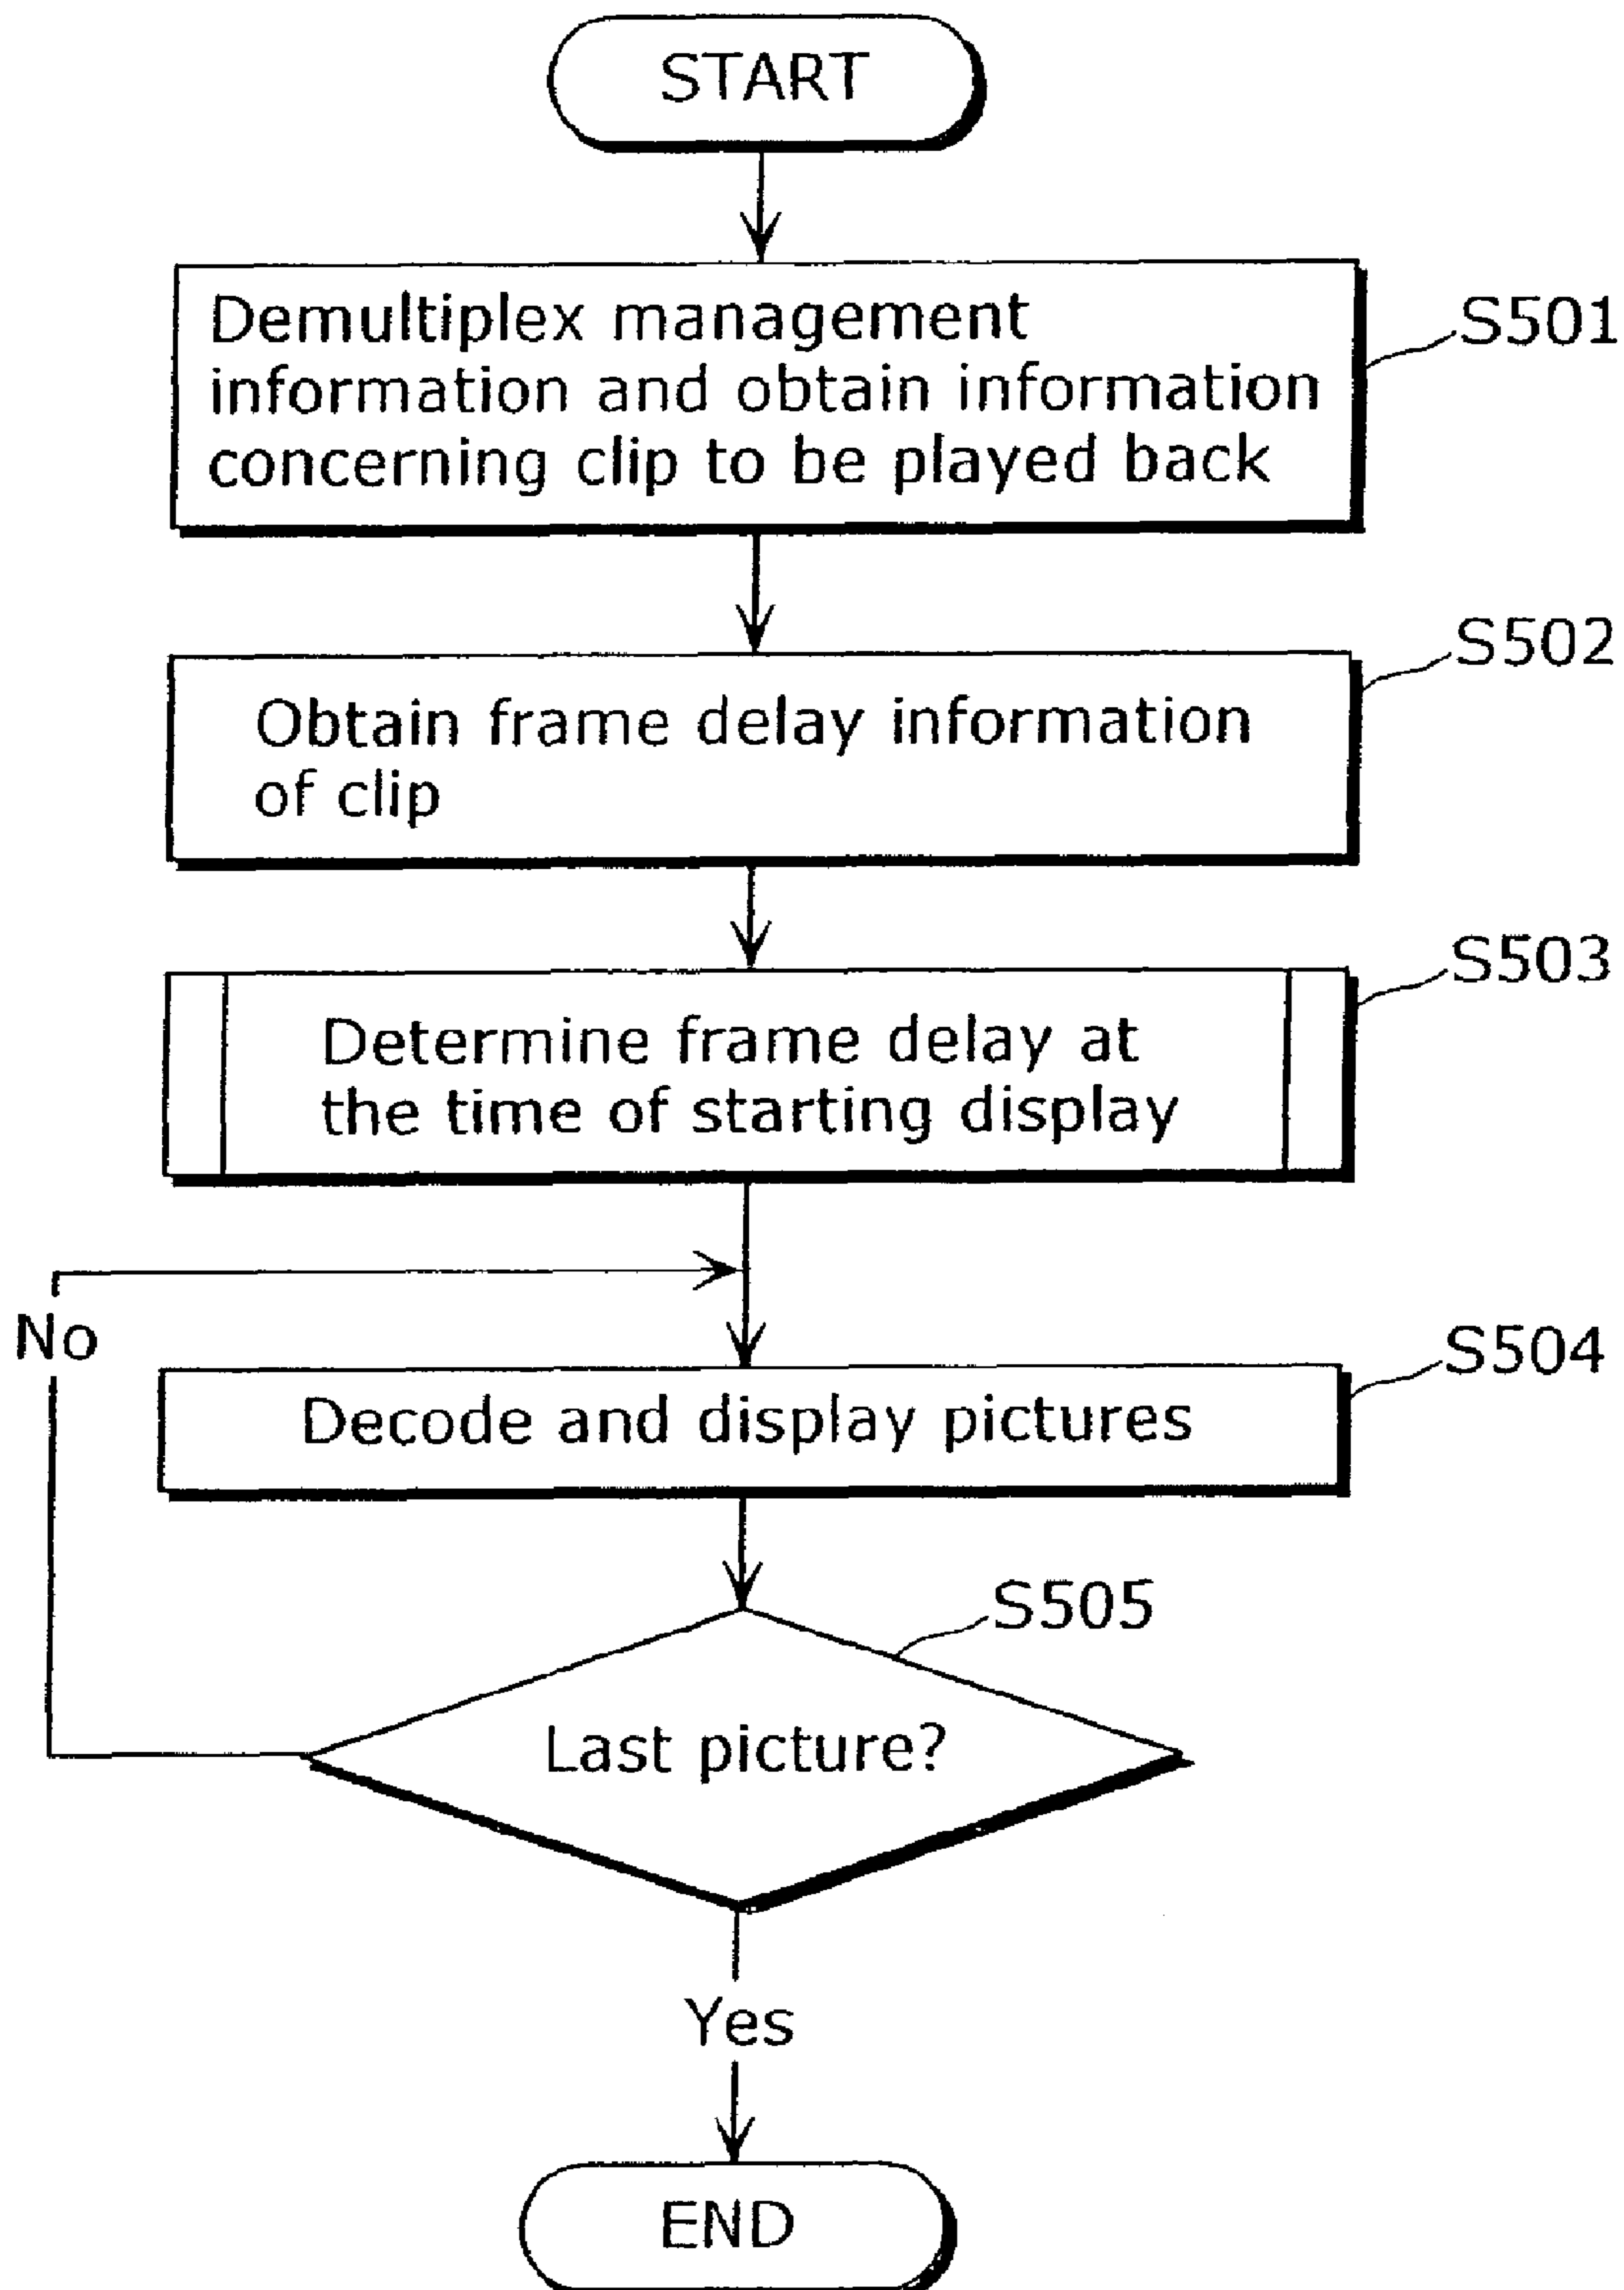 START
Demultiplex management
information and obtain information
concerning clip to be played back
S501
Obtain frame delay information
of clip
S502
Determine frame delay at
the time of starting display
S503
No
Decode and display pictures
S504
Last picture?
S505
Yes
END